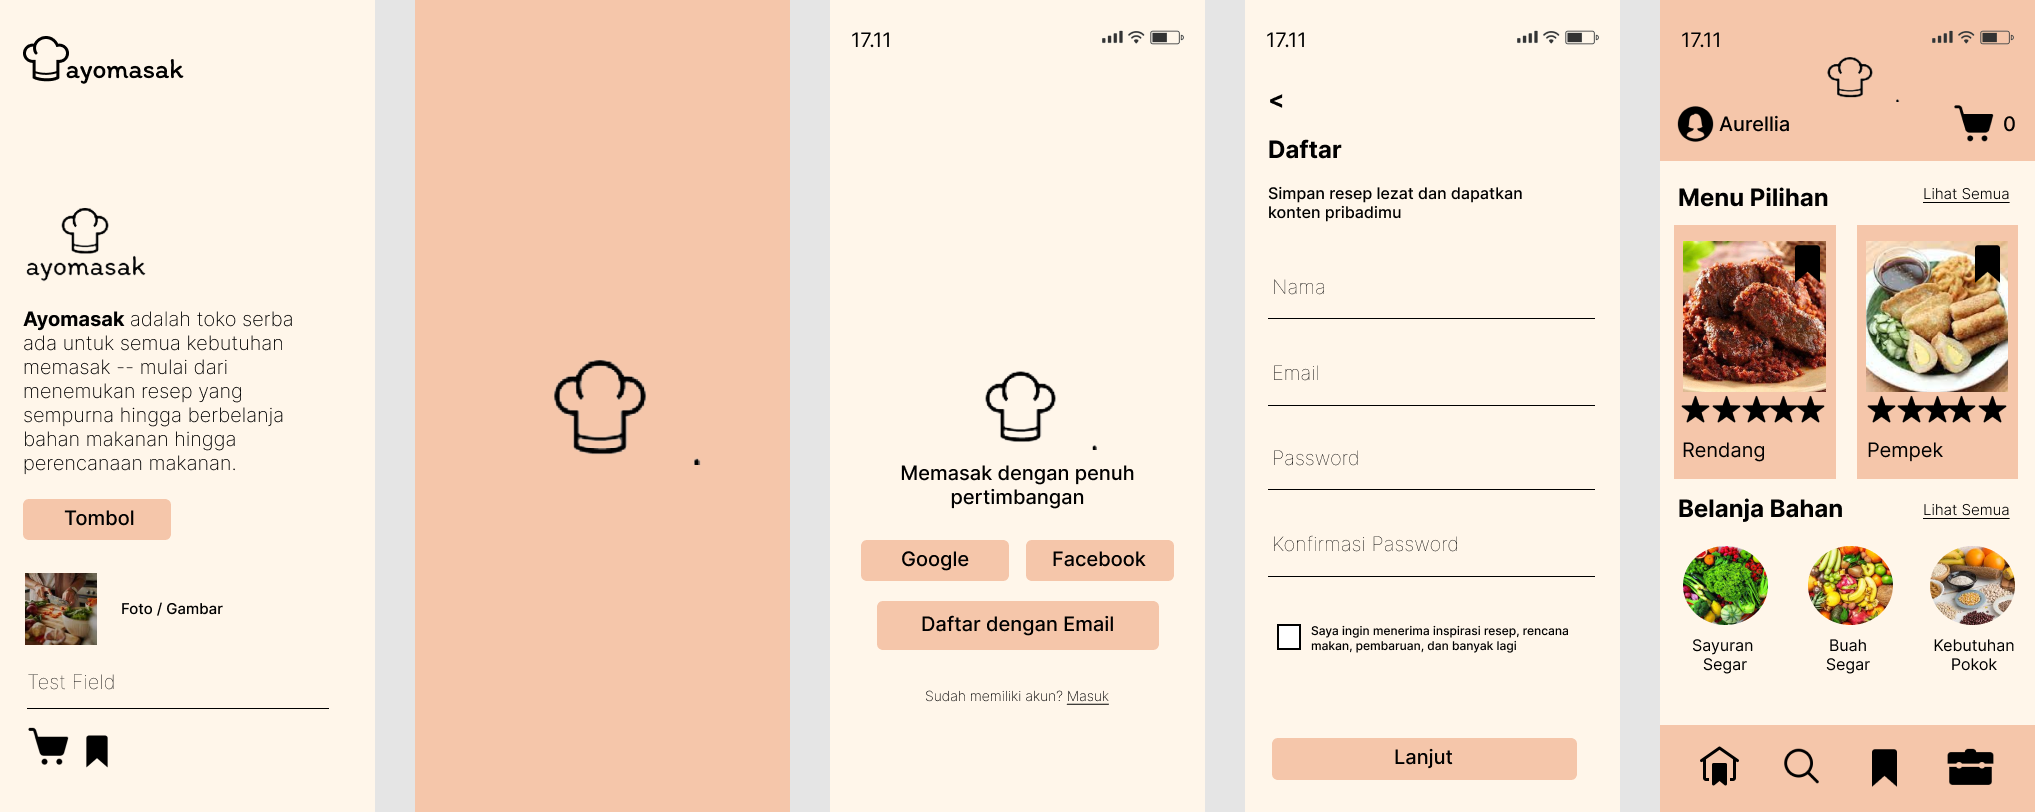 ayomasak
ayomasak
Ayomasak adalah toko serba
ada untuk semua kebutuhan
memasak -- mulai dari
menemukan resep yang
sempurna hingga berbelanja
bahan makanan hingga
perencanaan makanan.
Tombol
Foto / Gambar
Test Field
17.11
Memasak dengan penuh
pertimbangan
Google
Facebook
Daftar dengan Email
Sudah memiliki akun? Masuk
17.11
<
Daftar
Simpan resep lezat dan dapatkan
konten pribadimu
Nama
Email
Password
Konfirmasi Password
Saya ingin menerima inspirasi resep, rencana
makan, pembaruan, dan banyak lagi
Lanjut
17.11
Aurellia
0
Menu Pilihan
Lihat Semua
Rendang
Pempek
Belanja Bahan
Lihat Semua
Sayuran
Segar
Buah
Segar
Kebutuhan
Pokok